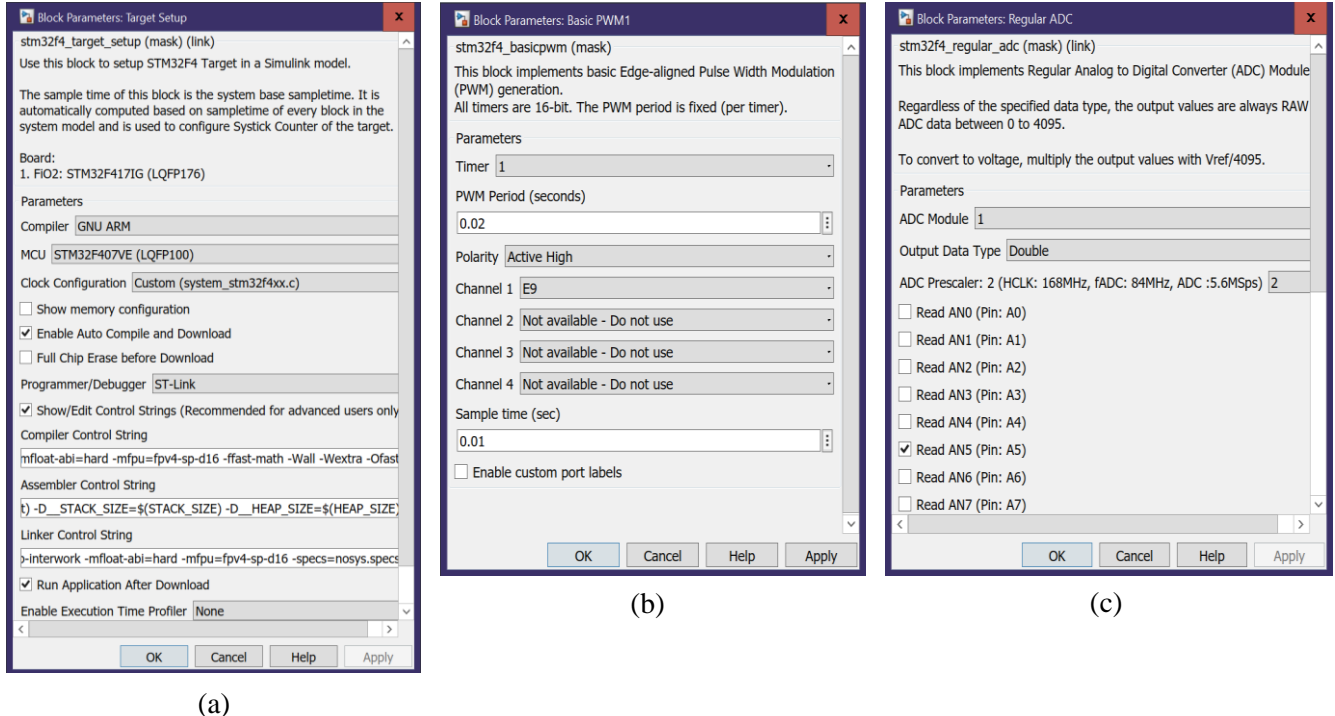 Block Parameters: Target Setup
x
stm32f4_target_setup (mask) (link)
Use this block to setup STM32F4 Target in a Simulink model.
The sample time of this block is the system base sampletime. It is
automatically computed based on sampletime of every block in the
system model and is used to configure Systick Counter of the target.
Board:
1. FiO2: STM32F417IG (LQFP176)
Parameters
Compiler GNU ARM
MCU STM32F407VE (LQFP100)
Clock Configuration Custom (system_stm32f4xx.c)
Show memory configuration
Enable Auto Compile and Download
Full Chip Erase before Download
Programmer/Debugger ST-Link
Show/Edit Control Strings (Recommended for advanced users only
Compiler Control String
mfloat-abi=hard -mfpu=fpv4-sp-d16 -ffast-math -Wall -Wextra -Ofast
Assembler Control String
t) -D__STACK_SIZE=$(STACK_SIZE) -D__HEAP_SIZE=$(HEAP_SIZE)
Linker Control String
o-interwork -mfloat-abi=hard -mfpu=fpv4-sp-d16 -specs=nosys.specs
Run Application After Download
Enable Execution Time Profiler None
OK Cancel Help Apply
(a)
Block Parameters: Basic PWM1
x
stm32f4_basicpwm (mask)
This block implements basic Edge-aligned Pulse Width Modulation
(PWM) generation.
All timers are 16-bit. The PWM period is fixed (per timer).
Parameters
Timer 1
PWM Period (seconds)
0.02
Polarity Active High
Channel 1 E9
Channel 2 Not available - Do not use
Channel 3 Not available - Do not use
Channel 4 Not available - Do not use
Sample time (sec)
0.01
Enable custom port labels
OK Cancel Help Apply
(b)
Block Parameters: Regular ADC
x
stm32f4_regular_adc (mask) (link)
This block implements Regular Analog to Digital Converter (ADC) Module
Regardless of the specified data type, the output values are always RAW
ADC data between 0 to 4095.
To convert to voltage, multiply the output values with Vref/4095.
Parameters
ADC Module 1
Output Data Type Double
ADC Prescaler: 2 (HCLK: 168MHz, fADC: 84MHz, ADC :5.6MSps) 2
Read AN0 (Pin: A0)
Read AN1 (Pin: A1)
Read AN2 (Pin: A2)
Read AN3 (Pin: A3)
Read AN4 (Pin: A4)
Read AN5 (Pin: A5)
Read AN6 (Pin: A6)
Read AN7 (Pin: A7)
OK Cancel Help Apply
(c)